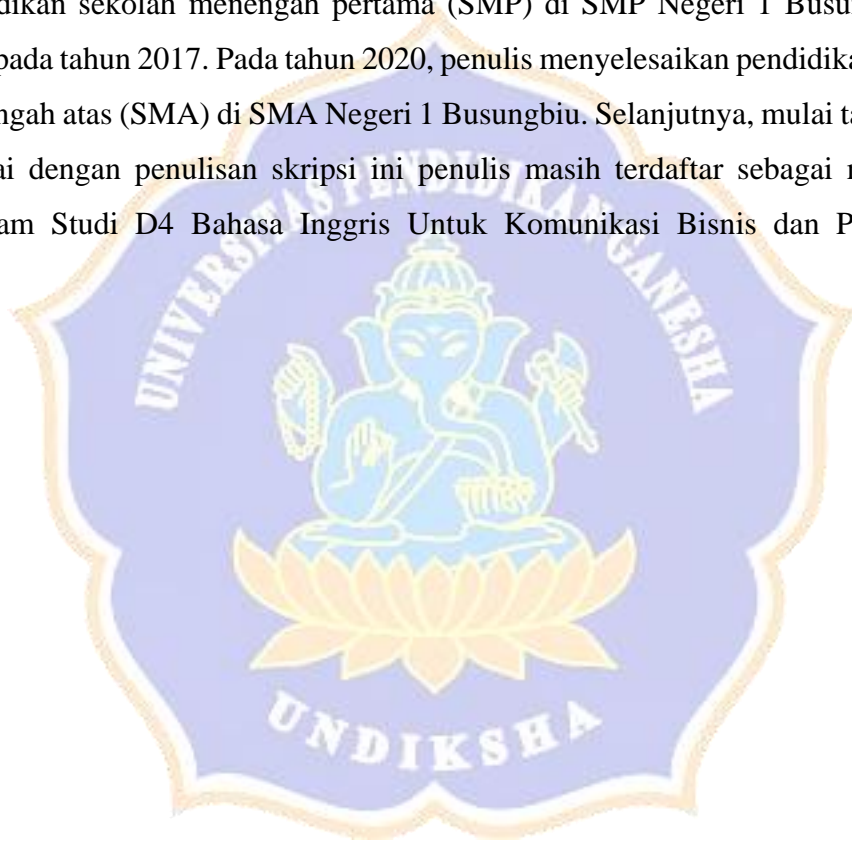 dikan sekolah menengah pertama (SMP) di SMP Negeri 1 Busu
pada tahun 2017. Pada tahun 2020, penulis menyelesaikan pendidika
ngah atas (SMA) di SMA Negeri 1 Busungbiu. Selanjutnya, mulai ta
ai dengan penulisan skripsi ini penulis masih terdaftar sebagai
am Studi D4 Bahasa Inggris Untuk Komunikasi Bisnis dan P
UNIVERSITAS PENDIDIKAN GANESHA
UNDIKSHA